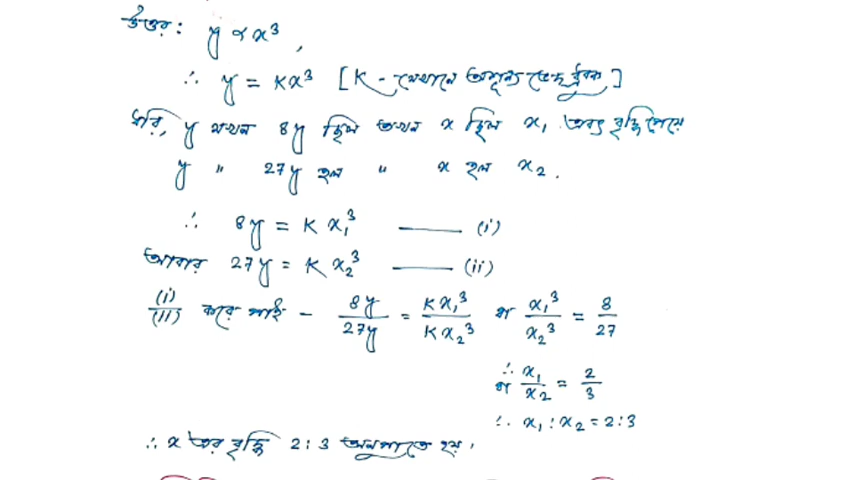 উত্তর : y ∝ x³,
∴ y = Kx³ [K - যেখানে অশূন্য ভেদ ধ্রুবক]
ধরি, y যখন 8y ছিল তখন x ছিল x₁ এবং বৃদ্ধি পেয়ে
y " 27y হল " x হল x₂.
∴ 8y = K x₁³ —— (i)
আবার 27y = K x₂³ —— (ii)
(i)/(ii) করে পাই - 8y/27y = Kx₁³/Kx₂³ বা x₁³/x₂³ = 8/27
∴ বা x₁/x₂ = 2/3
∴ x₁ : x₂ = 2:3
∴ x এর বৃদ্ধি 2:3 অনুপাতে হয়।